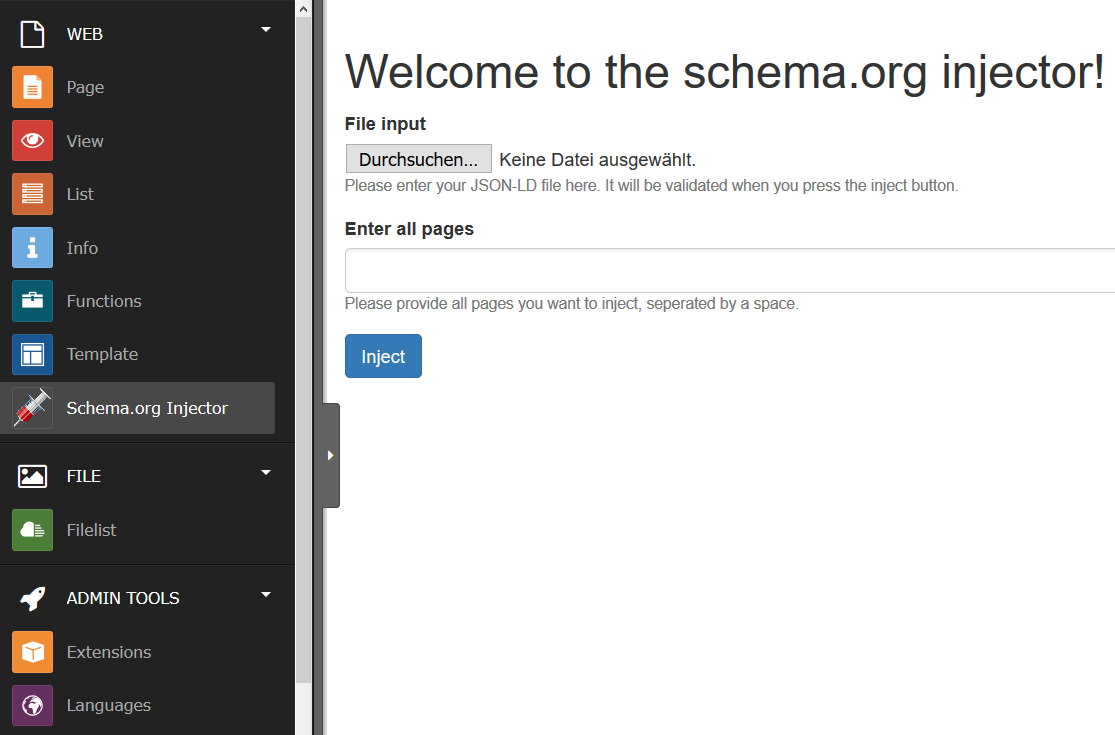 WEB
Page
View
List
Info
Functions
Template
Schema.org Injector
FILE
Filelist
ADMIN TOOLS
Extensions
Languages
Welcome to the schema.org injector!
File input
Durchsuchen... Keine Datei ausgewählt.
Please enter your JSON-LD file here. It will be validated when you press the inject button.
Enter all pages
Please provide all pages you want to inject, seperated by a space.
Inject